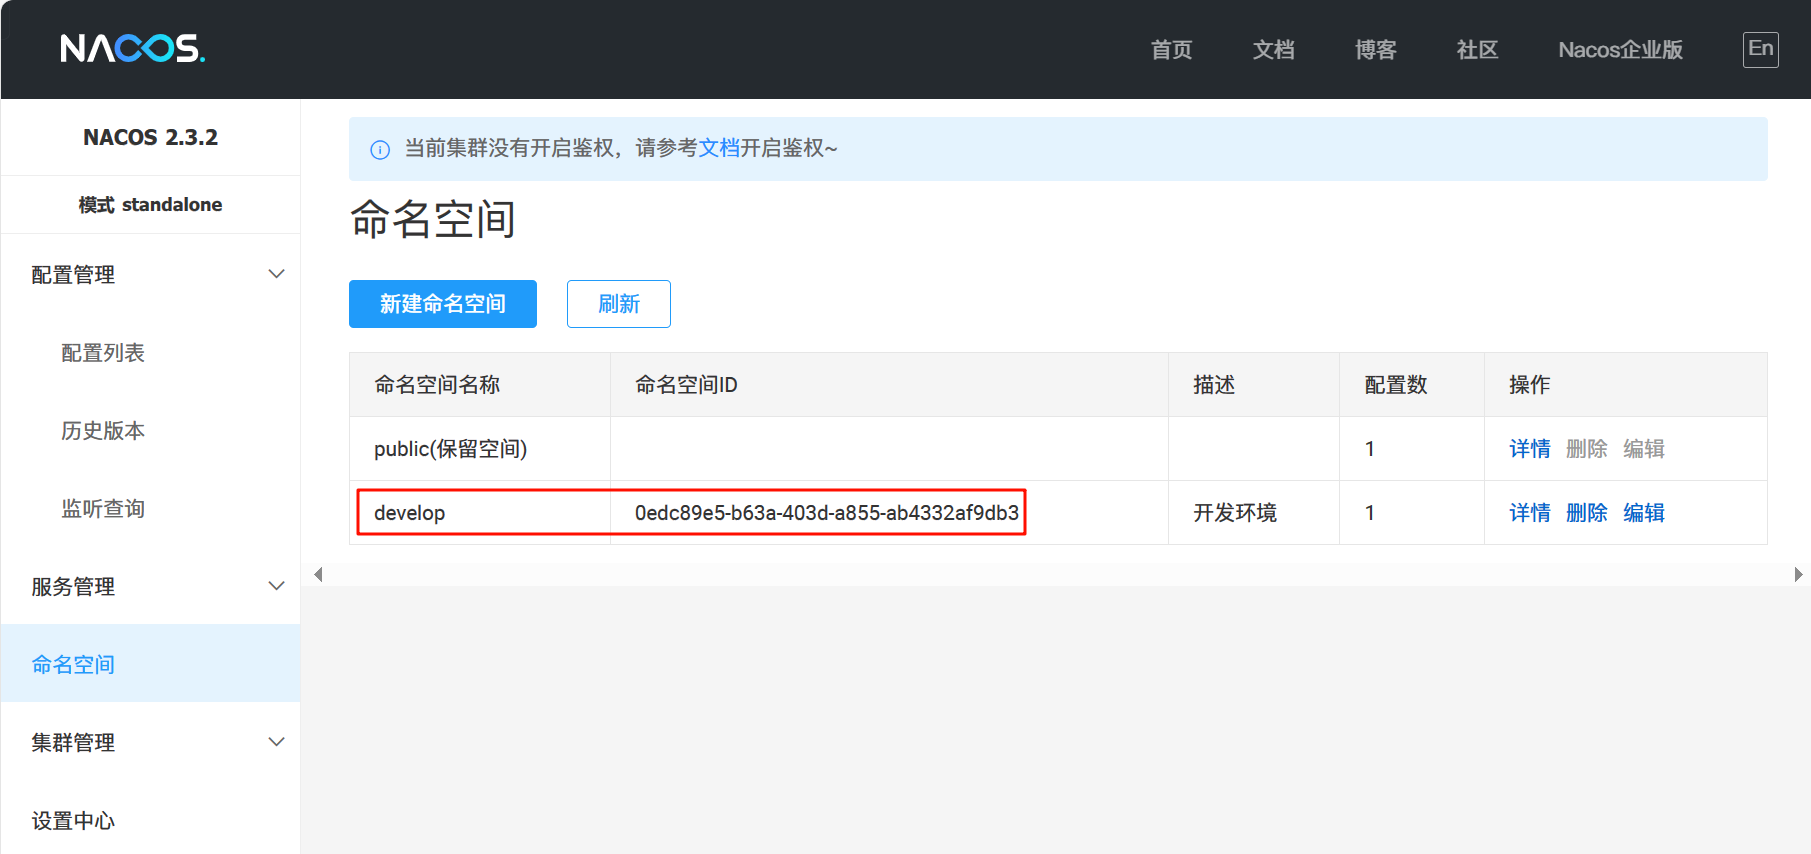 NACOS.
首页 文档 博客 社区 Nacos企业版 En
NACOS 2.3.2
模式 standalone
配置管理
配置列表
历史版本
监听查询
服务管理
命名空间
集群管理
设置中心
当前集群没有开启鉴权，请参考文档开启鉴权~
命名空间
新建命名空间 刷新
命名空间名称 命名空间ID 描述 配置数 操作
public(保留空间) 1 详情 删除 编辑
develop 0edc89e5-b63a-403d-a855-ab4332af9db3 开发环境 1 详情 删除 编辑